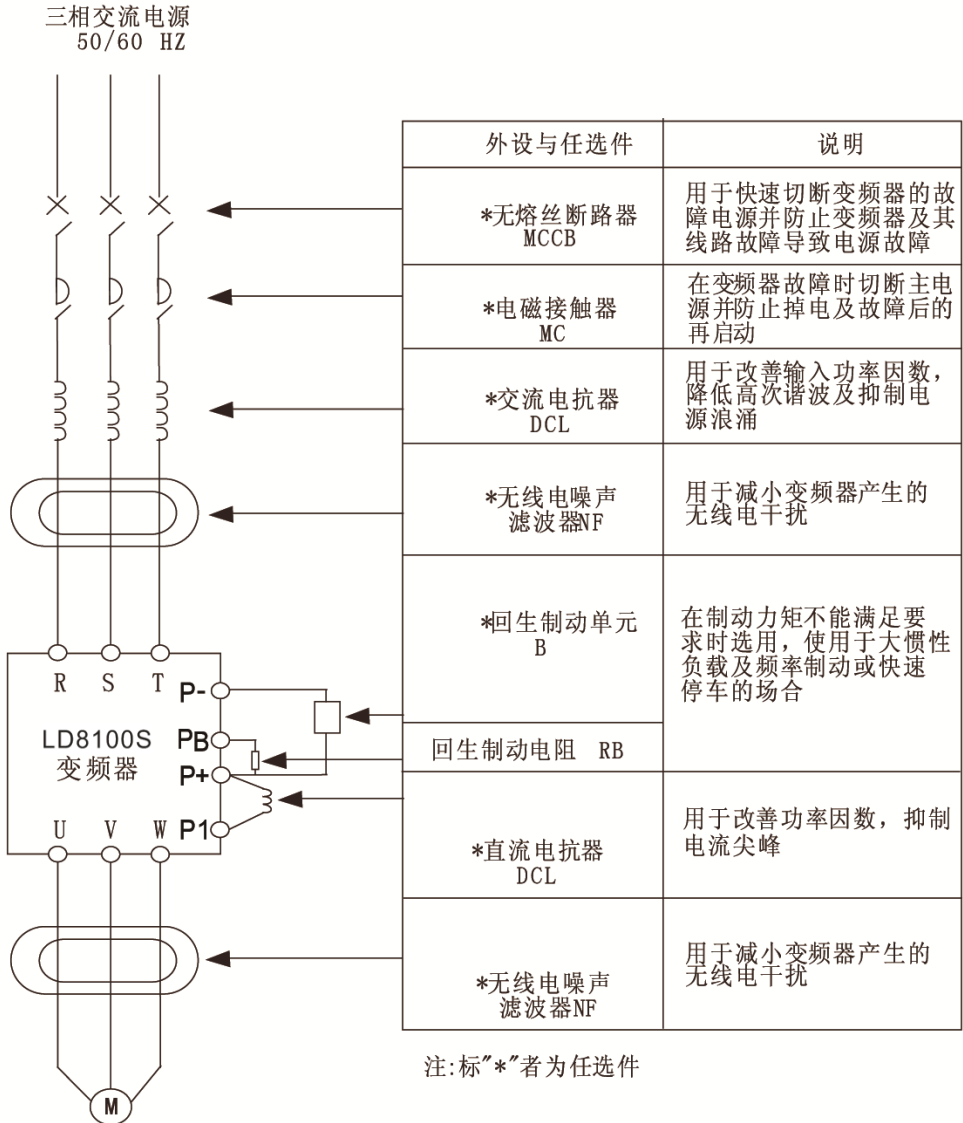 三相交流电源
50/60 HZ
外设与任选件
说明
*无熔丝断路器
MCCB
用于快速切断变频器的故
障电源并防止变频器及其
线路故障导致电源故障
*电磁接触器
MC
在变频器故障时切断主电
源并防止掉电及故障后的
再启动
*交流电抗器
DCL
用于改善输入功率因数，
降低高次谐波及抑制电
源浪涌
*无线电噪声
滤波器NF
用于减小变频器产生的
无线电干扰
*回生制动单元
B
在制动力矩不能满足要
求时选用，使用于大惯性
负载及频率制动或快速
停车的场合
回生制动电阻 RB
R S T
P-
LD8100S
变频器
PB
P+
U V W P1
*直流电抗器
DCL
用于改善功率因数，抑制
电流尖峰
*无线电噪声
滤波器NF
用于减小变频器产生的
无线电干扰
注:标"*"者为任选件
M